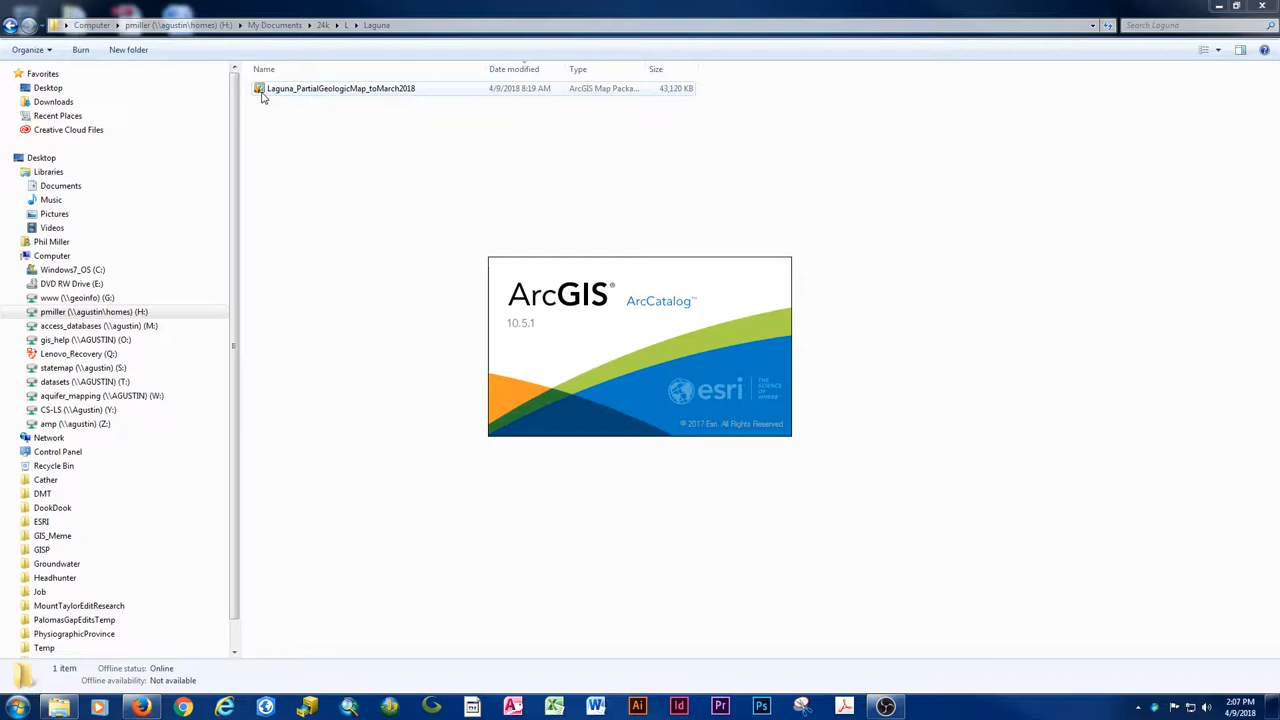 Computer ▸ pmiller (\\agustin\homes) (H:) ▸ My Documents ▸ 24k ▸ L ▸ Laguna
Search Laguna
Organize ▾ Burn New folder
Name Date modified Type Size
Laguna_PartialGeologicMap_toMarch2018 4/9/2018 8:19 AM ArcGIS Map Packa... 43,120 KB
Favorites
Desktop
Downloads
Recent Places
Creative Cloud Files
Desktop
Libraries
Documents
Music
Pictures
Videos
Phil Miller
Computer
Windows7_OS (C:)
DVD RW Drive (E:)
www (\\geoinfo) (G:)
pmiller (\\agustin\homes) (H:)
access_databases (\\agustin) (M:)
gis_help (\\AGUSTIN) (O:)
Lenovo_Recovery (Q:)
statemap (\\agustin) (S:)
datasets (\\AGUSTIN) (T:)
aquifer_mapping (\\AGUSTIN) (W:)
CS-LS (\\Agustin) (Y:)
amp (\\agustin) (Z:)
Network
Control Panel
Recycle Bin
Cather
DMT
DookDook
ESRI
GIS_Meme
GISP
Groundwater
Headhunter
Job
MountTaylorEditResearch
PalomasGapEditsTemp
PhysiographicProvince
Temp
ArcGIS® ArcCatalog™
10.5.1
esri
THE
SCIENCE
OF
WHERE™
© 2017 Esri. All Rights Reserved
1 item Offline status: Online
Offline availability: Not available
2:07 PM
4/9/2018